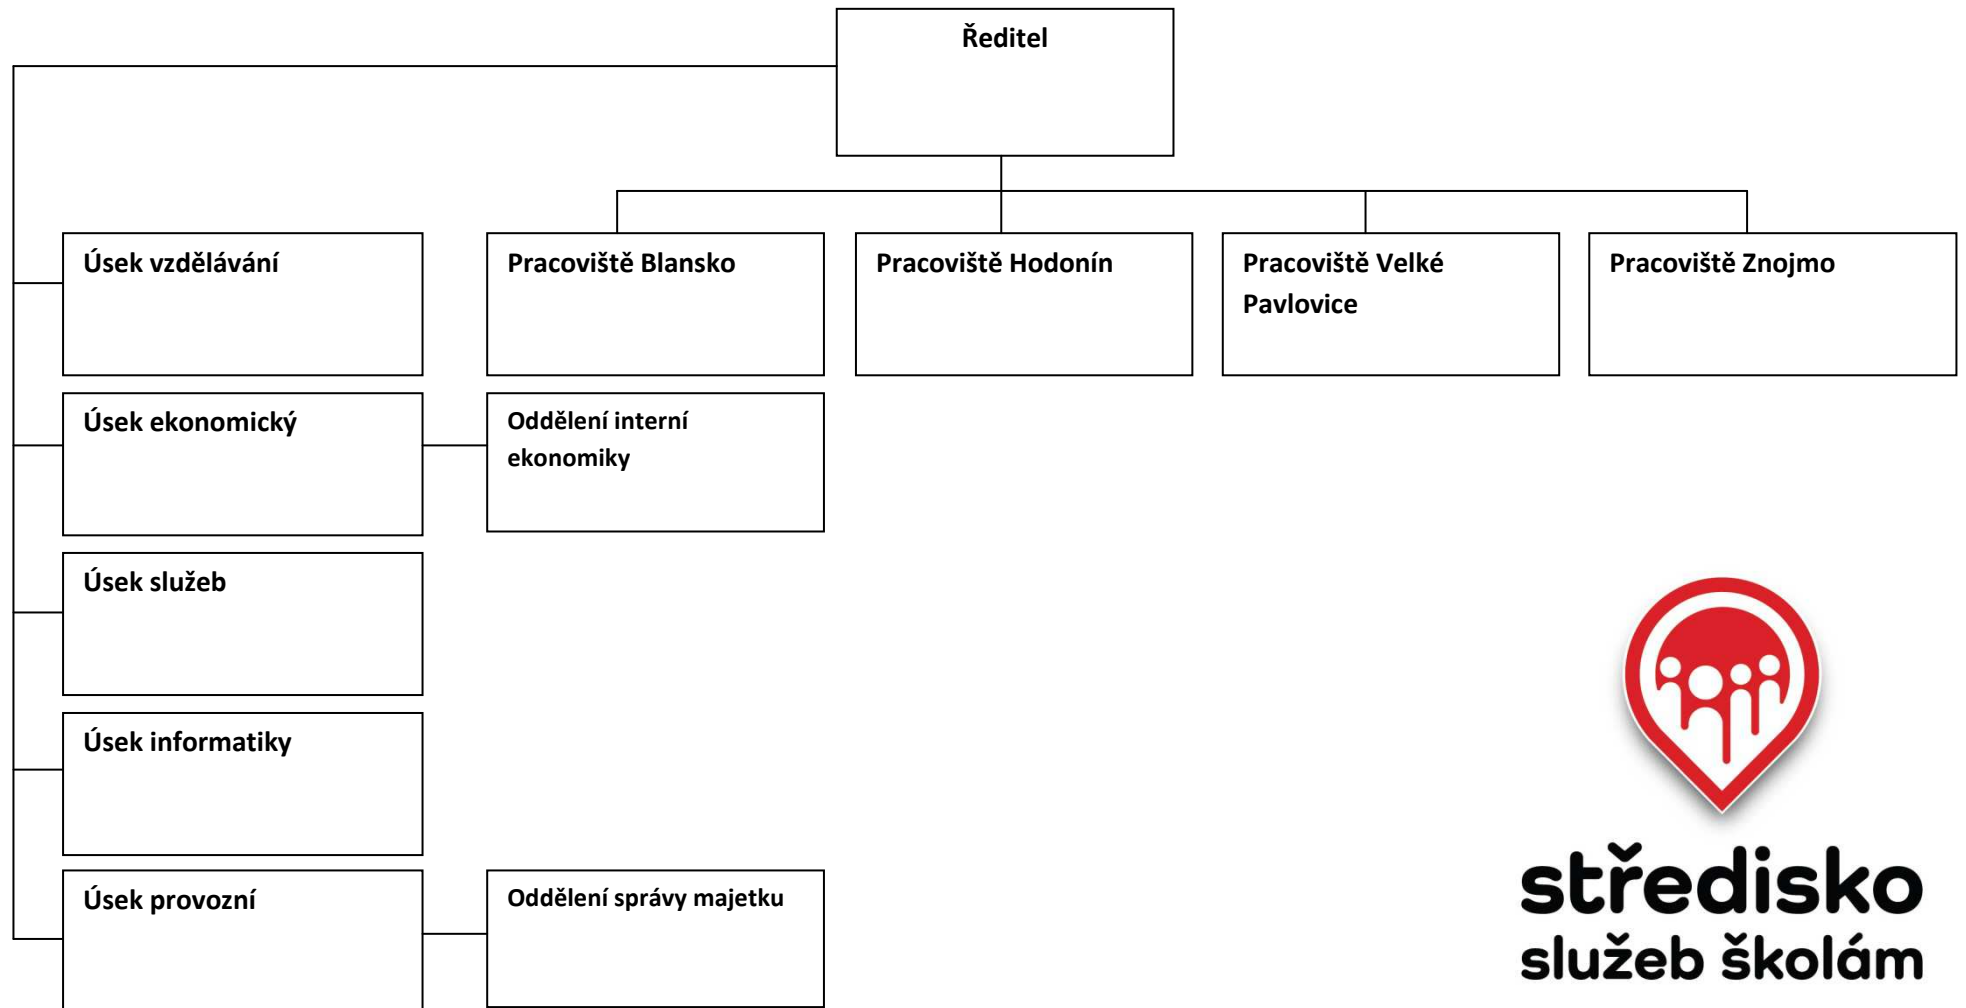 Ředitel
Úsek vzdělávání
Pracoviště Blansko
Pracoviště Hodonín
Pracoviště Velké
Pavlovice
Pracoviště Znojmo
Úsek ekonomický
Oddělení interní
ekonomiky
Úsek služeb
Úsek informatiky
Úsek provozní
Oddělení správy majetku
středisko
služeb školám